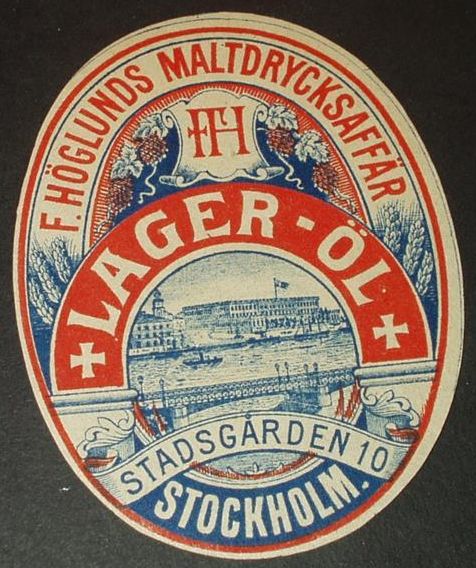 F. HÖGLUNDS MALTDRYCKSAFFÄR
FH
LAGER-ÖL
STADSGÅRDEN 10
STOCKHOLM.